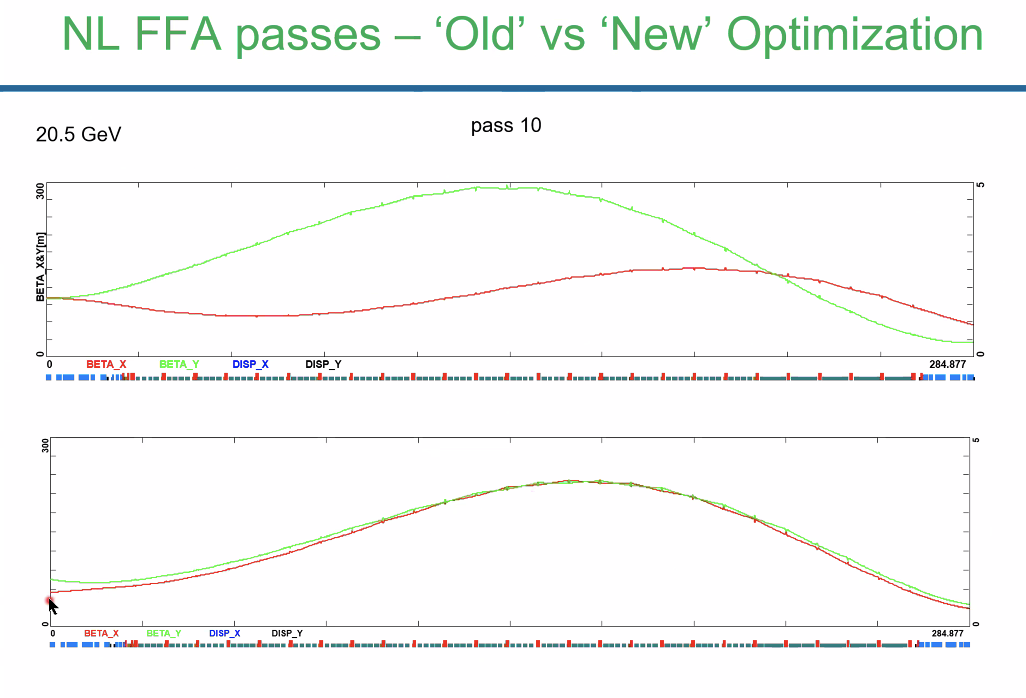 NL FFA passes – ‘Old’ vs ‘New’ Optimization
20.5 GeV
pass 10
300
5
BETA_X&Y[m]
0
0
0 BETA_X BETA_Y DISP_X DISP_Y 284.877
300
5
0
0
0 BETA_X BETA_Y DISP_X DISP_Y 284.877